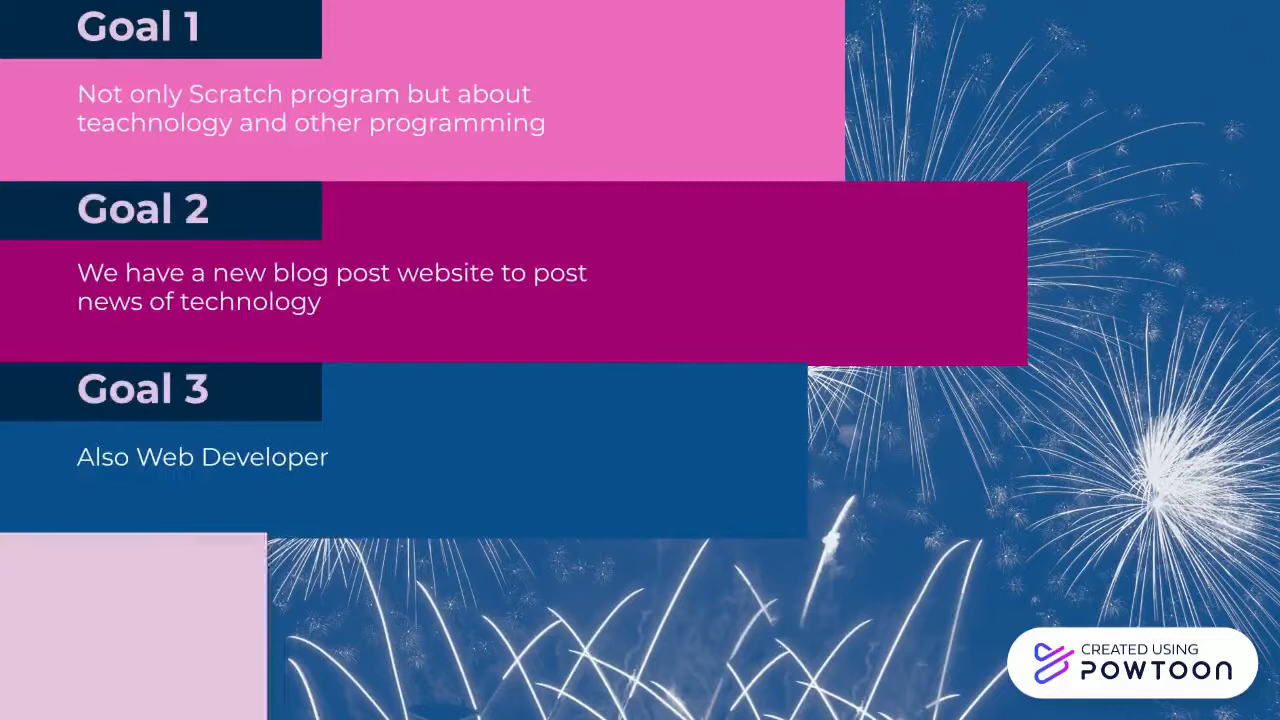 Goal 1
Not only Scratch program but about
teachnology and other programming
Goal 2
We have a new blog post website to post
news of technology
Goal 3
Also Web Developer
CREATED USING
POWTOON